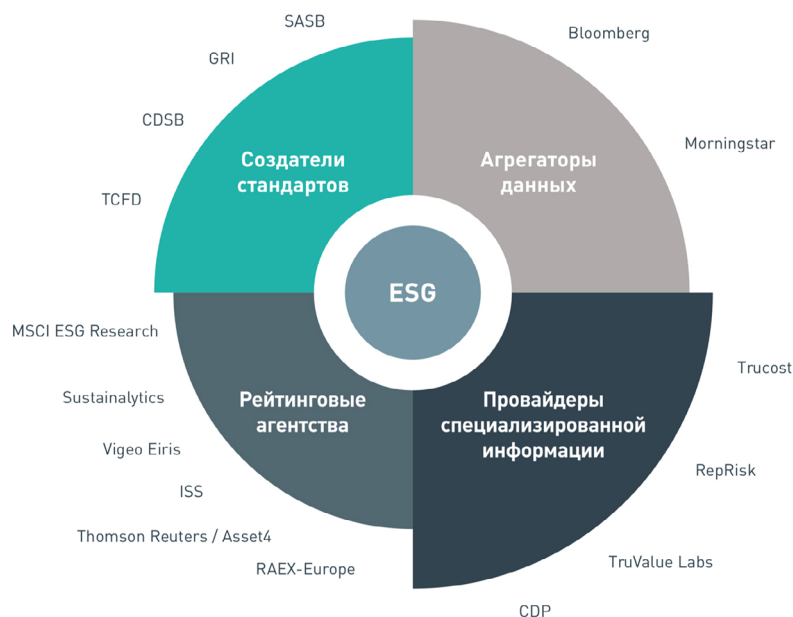 SASB
GRI
CDSB
TCFD
Создатели
стандартов
Bloomberg
Morningstar
Агрегаторы
данных
ESG
MSCI ESG Research
Sustainalytics
Vigeo Eiris
ISS
Thomson Reuters / Asset4
RAEX-Europe
Рейтинговые
агентства
Провайдеры
специализированной
информации
Trucost
RepRisk
TruValue Labs
CDP